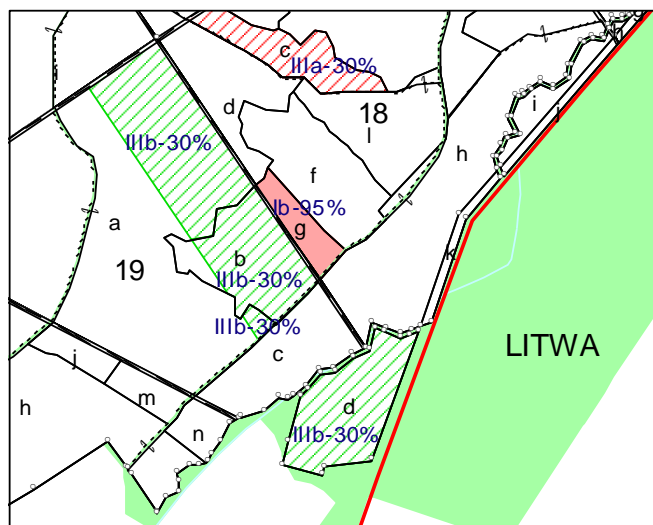 c
IIIa-30%
18
l
d
i
j
h
IIIb-30%
f
Ib-95%
g
a
19
b
IIIb-30%
k
IIIb-30%
c
LITWA
j
m
h
n
d
IIIb-30%